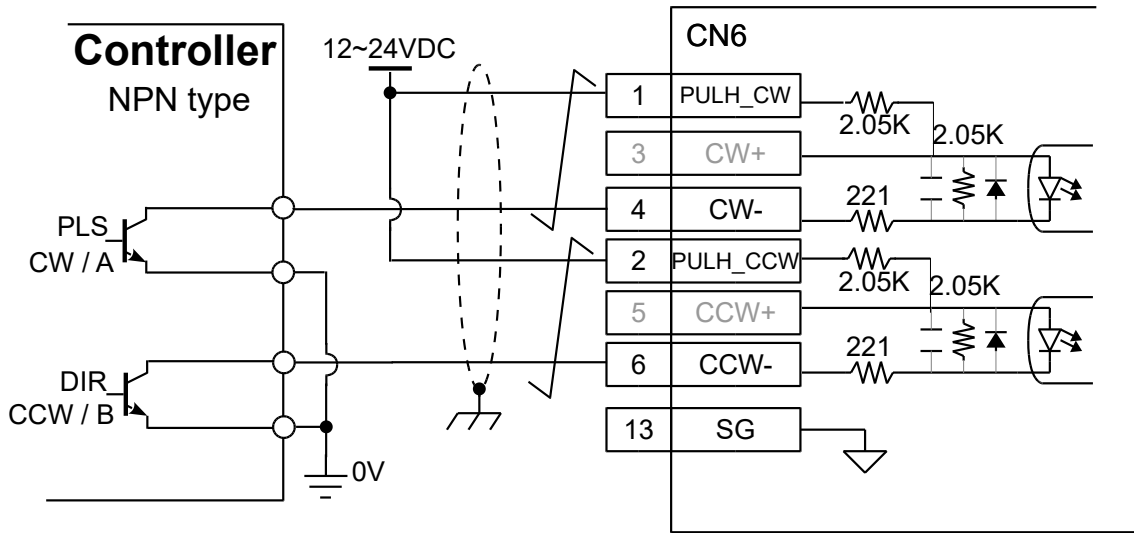 Controller
NPN type
12~24VDC
CN6
1 PULH_CW
2.05K 2.05K
3 CW+
4 CW-
221
PLS
CW / A
2 PULH_CCW
2.05K 2.05K
5 CCW+
6 CCW-
221
DIR
CCW / B
13 SG
0V